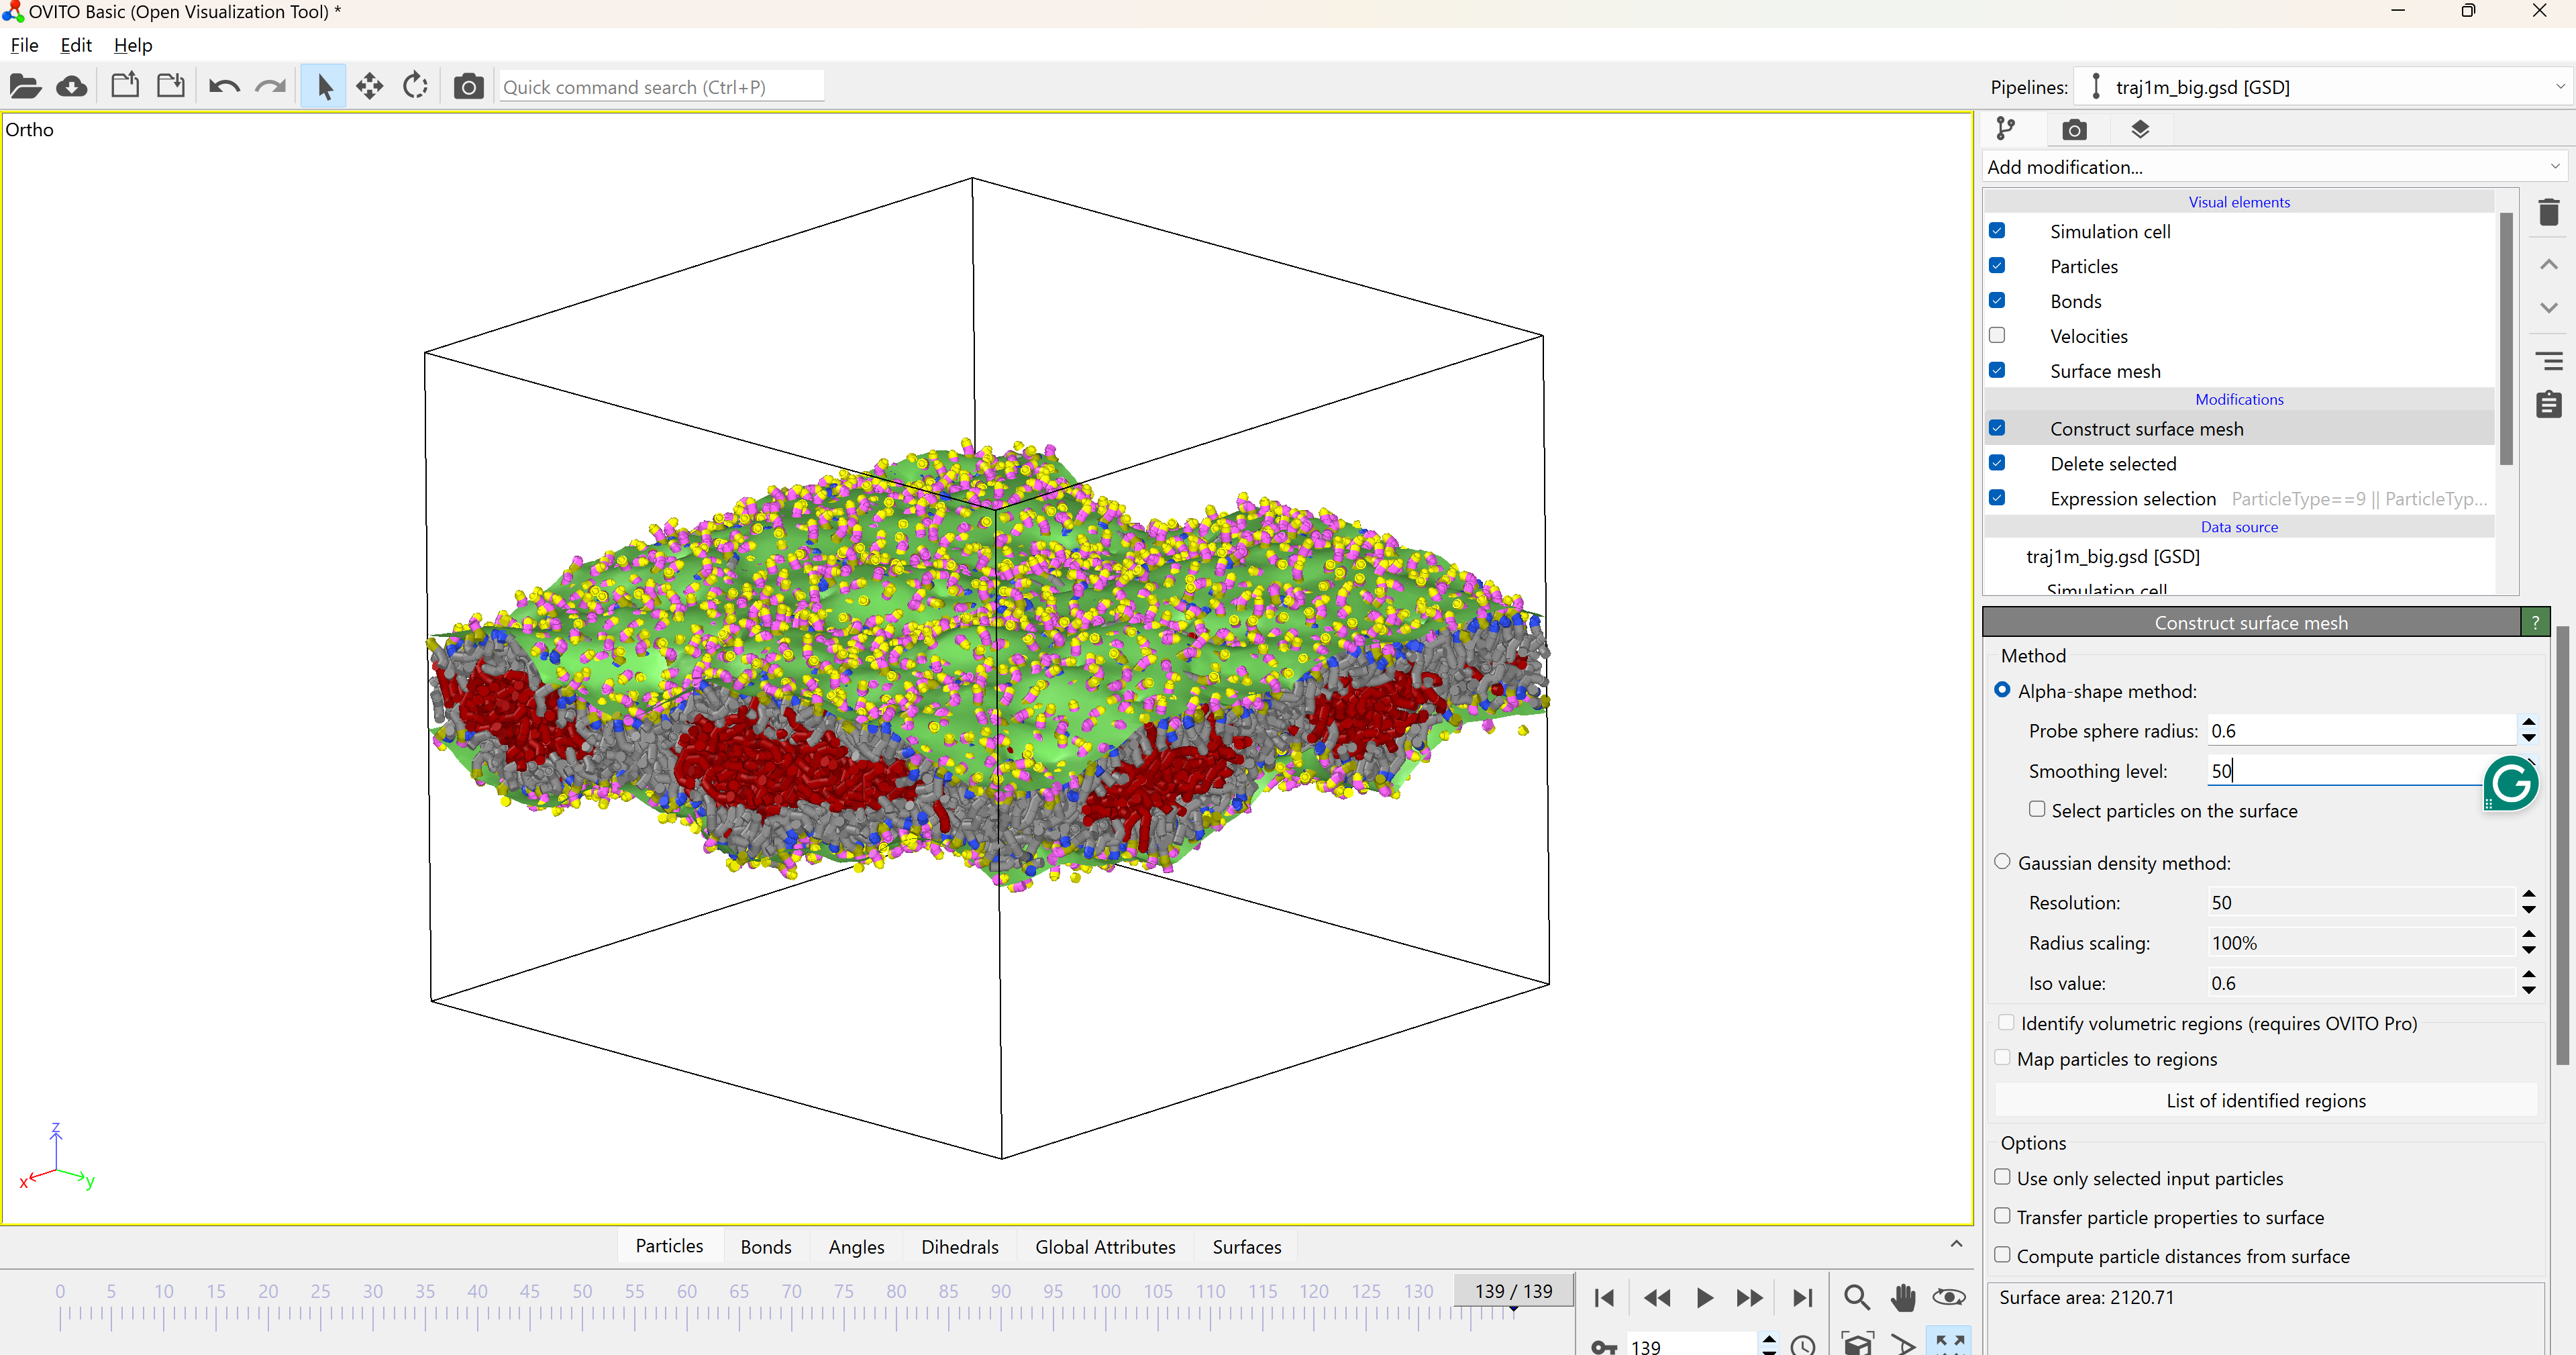 OVITO Basic (Open Visualization Tool) *
File Edit Help
Quick command search (Ctrl+P)
Pipelines: traj1m_big.gsd [GSD]
Ortho
Add modification...
Visual elements
Simulation cell
Particles
Bonds
Velocities
Surface mesh
Modifications
Construct surface mesh
Delete selected
Expression selection ParticleType==9 || ParticleTyp...
Data source
traj1m_big.gsd [GSD]
Simulation cell
Construct surface mesh ?
Method
Alpha-shape method:
Probe sphere radius: 0.6
Smoothing level: 50
G
Select particles on the surface
Gaussian density method:
Resolution: 50
Radius scaling: 100%
Iso value: 0.6
Identify volumetric regions (requires OVITO Pro)
Map particles to regions
List of identified regions
Options
Use only selected input particles
Transfer particle properties to surface
Compute particle distances from surface
Surface area: 2120.71
z
x y
Particles Bonds Angles Dihedrals Global Attributes Surfaces
0 5 10 15 20 25 30 35 40 45 50 55 60 65 70 75 80 85 90 95 100 105 110 115 120 125 130 139 / 139
139